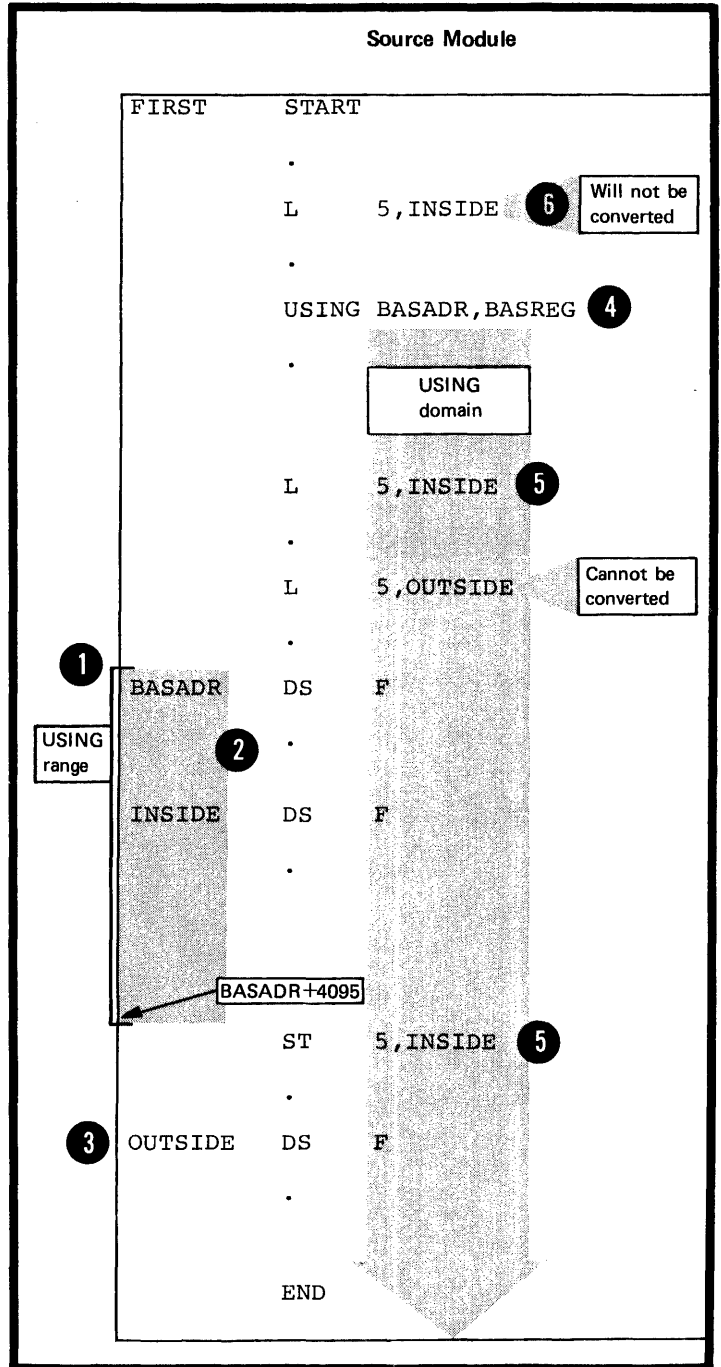 Source Module
FIRST START
.
L 5,INSIDE 6 Will not be
converted
.
USING BASADR,BASREG 4
.
USING
domain
L 5,INSIDE 5
.
L 5,OUTSIDE Cannot be
converted
.
1
BASADR DS F
USING
range
2 .
INSIDE DS F
.
BASADR+4095
ST 5,INSIDE 5
.
3 OUTSIDE DS F
.
END